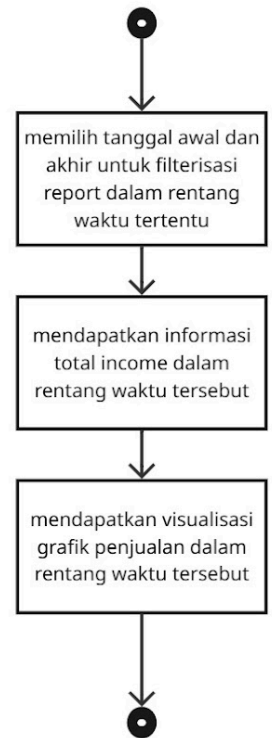 memilih tanggal awal dan
akhir untuk filterisasi
report dalam rentang
waktu tertentu
mendapatkan informasi
total income dalam
rentang waktu tersebut
mendapatkan visualisasi
grafik penjualan dalam
rentang waktu tersebut